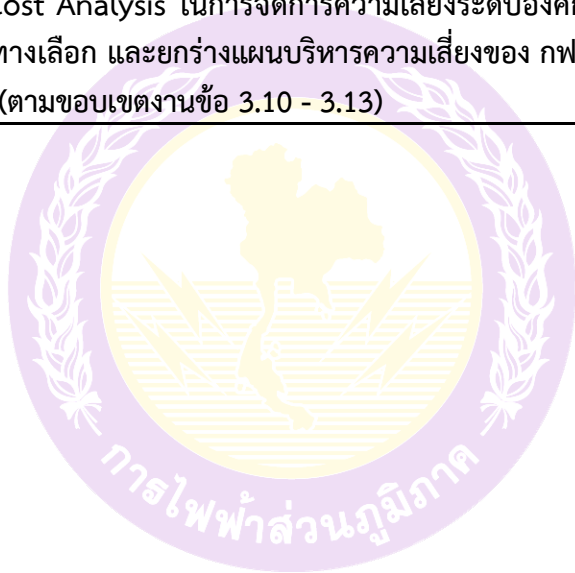 Cost Analysis ในการจัดการความเสี่ยงระดับองค์
ทางเลือก และยกร่างแผนบริหารความเสี่ยงของ กฟ
(ตามขอบเขตงานข้อ 3.10 - 3.13)
การไฟฟ้าส่วนภูมิภาค